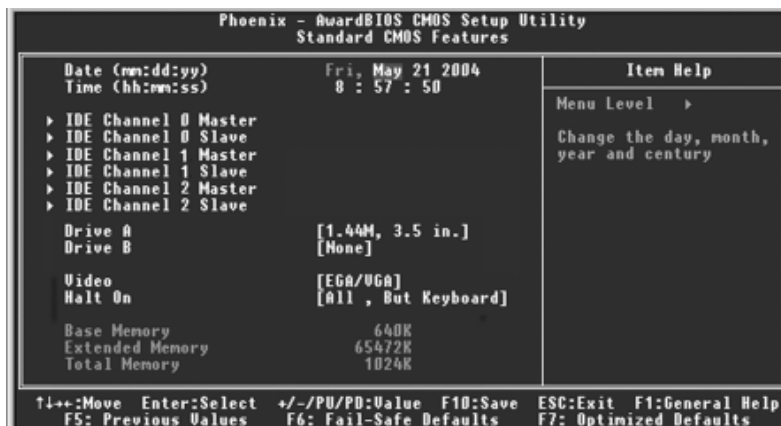 Phoenix - AwardBIOS CMOS Setup Utility
Standard CMOS Features
Date (mm:dd:yy) Fri, May 21 2004
Time (hh:mm:ss) 8 : 57 : 50
▸ IDE Channel 0 Master
▸ IDE Channel 0 Slave
▸ IDE Channel 1 Master
▸ IDE Channel 1 Slave
▸ IDE Channel 2 Master
▸ IDE Channel 2 Slave
Drive A [1.44M, 3.5 in.]
Drive B [None]
Video [EGA/VGA]
Halt On [All , But Keyboard]
Base Memory 640K
Extended Memory 65472K
Total Memory 1024K
Item Help
Menu Level ▸
Change the day, month,
year and century
↑↓→←:Move Enter:Select +/-/PU/PD:Value F10:Save ESC:Exit F1:General Help
F5: Previous Values F6: Fail-Safe Defaults F7: Optimized Defaults